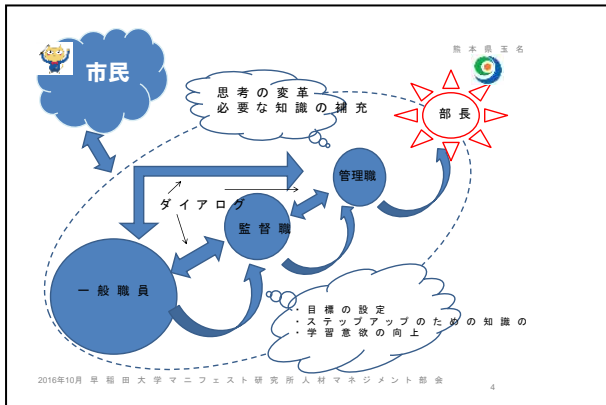 熊本県玉名
市民
思考の変革
必要な知識の補充
部長
管理職
ダイアログ
監督職
一般職員
・目標の設定
・ステップアップのための知識の
・学習意欲の向上
2016年10月 早稲田大学マニフェスト研究所人材マネジメント部会
4